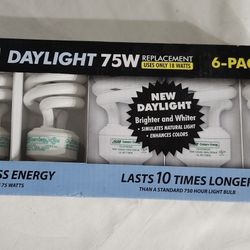 DAYLIGHT 75W REPLACEMENT
USES ONLY 18 WATTS
6-PAC
NEW
DAYLIGHT
Brighter and Whiter
• SIMULATES NATURAL LIGHT
• ENHANCES COLORS
SS ENERGY
75 WATTS
LASTS 10 TIMES LONGER
THAN A STANDARD 750 HOUR LIGHT BULB